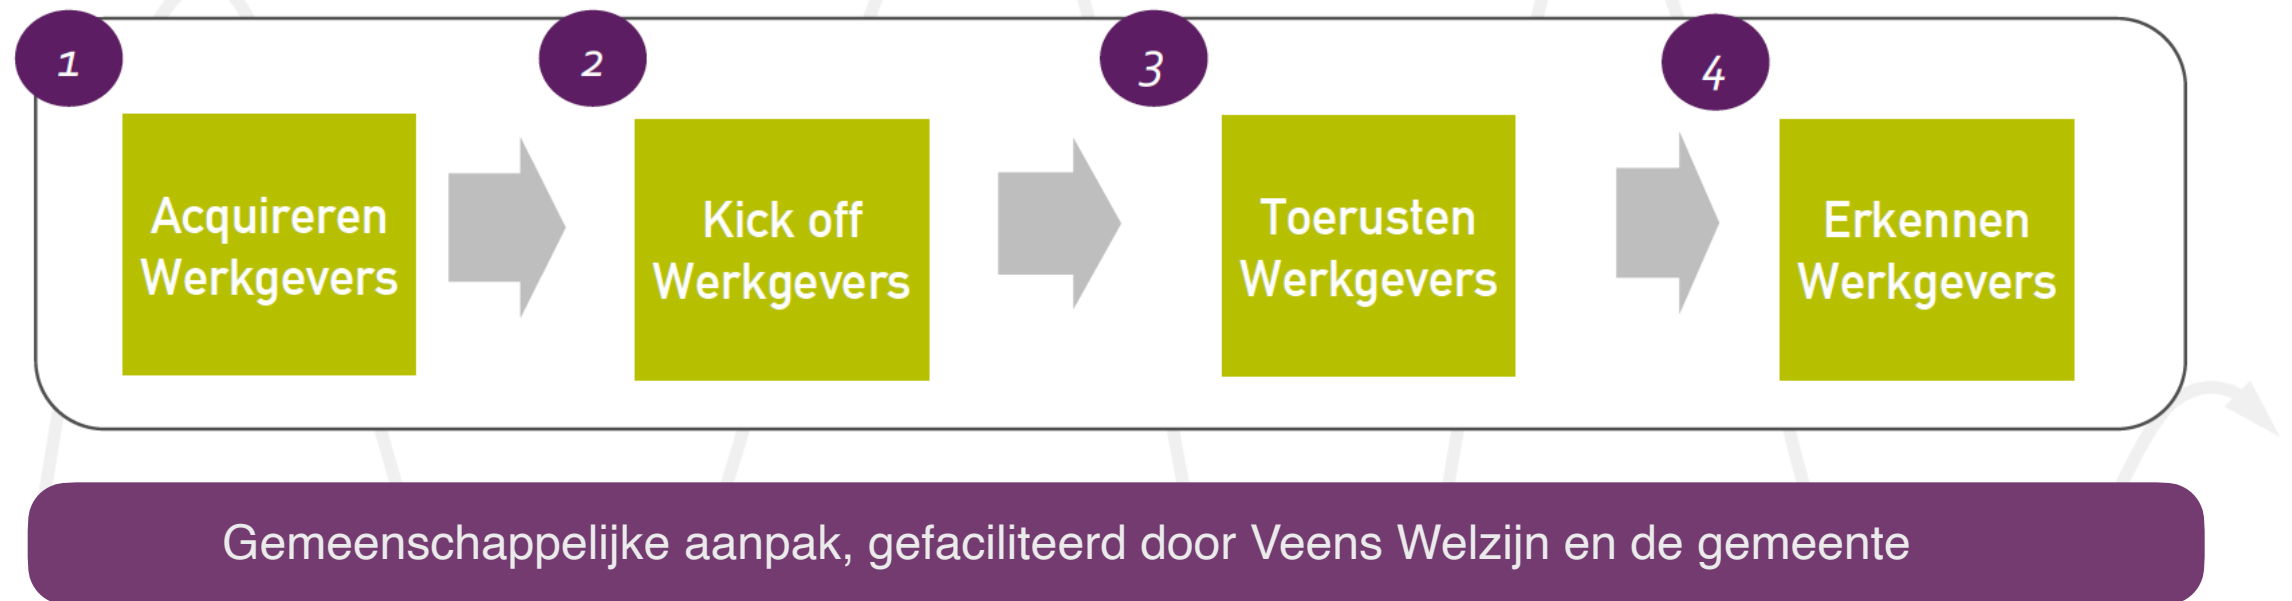 1
Acquireren
Werkgevers
2
Kick off
Werkgevers
3
Toerusten
Werkgevers
4
Erkennen
Werkgevers
Gemeenschappelijke aanpak, gefaciliteerd door Veens Welzijn en de gemeente